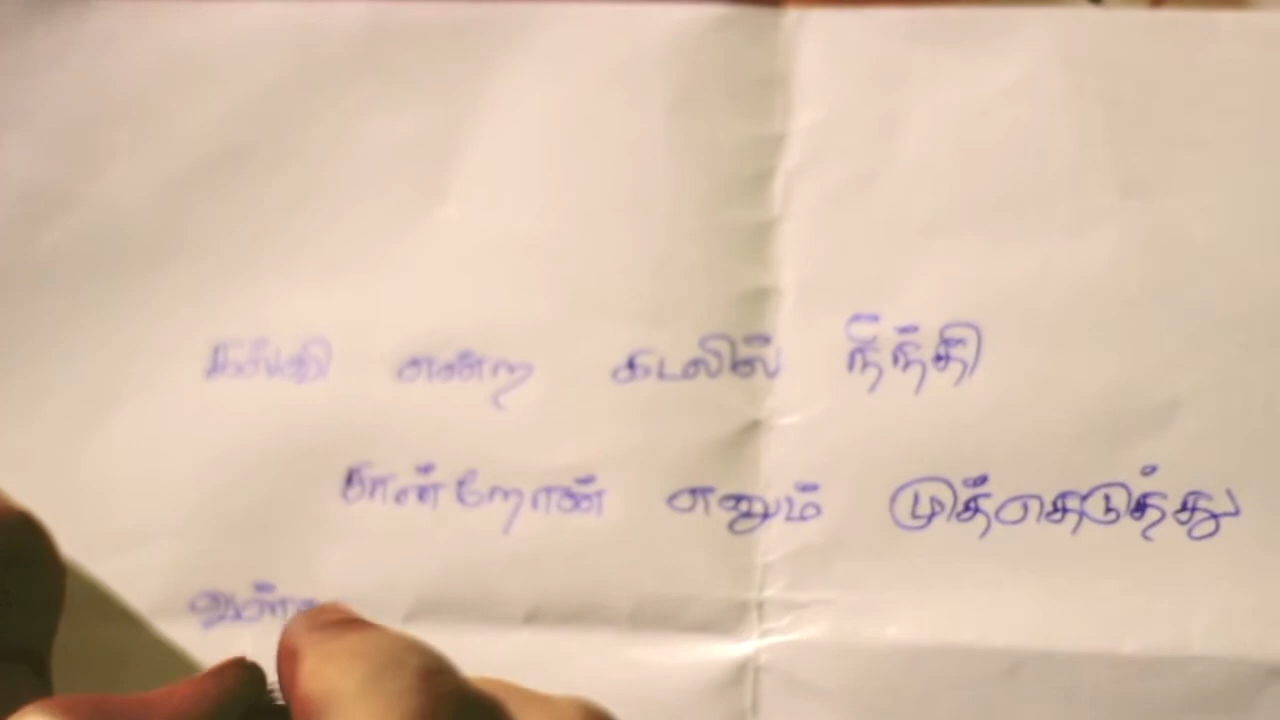 கல்வி என்ற கடலில் நீந்தி
சான்றோன் எனும் முத்தெடுத்து